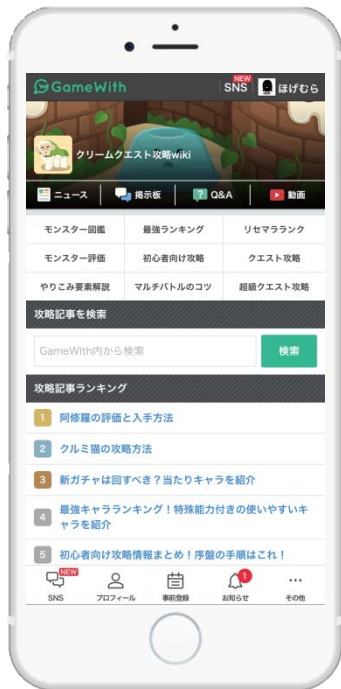 GameWith
NEW
SNS
ほげむら
クリームクエスト攻略wiki
ニュース
掲示板
Q&A
動画
モンスター図鑑
最強ランキング
リセマラランク
モンスター評価
初心者向け攻略
クエスト攻略
やりこみ要素解説
マルチバトルのコツ
超級クエスト攻略
攻略記事を検索
GameWith内から検索
検索
攻略記事ランキング
1 阿修羅の評価と入手方法
2 クルミ猫の攻略方法
3 新ガチャは回すべき？当たりキャラを紹介
4 最強キャラランキング！特殊能力付きの使いやすいキ
ャラを紹介
5 初心者向け攻略情報まとめ！序盤の手順はこれ！
NEW
1
SNS
プロフィール
事前登録
お知らせ
その他